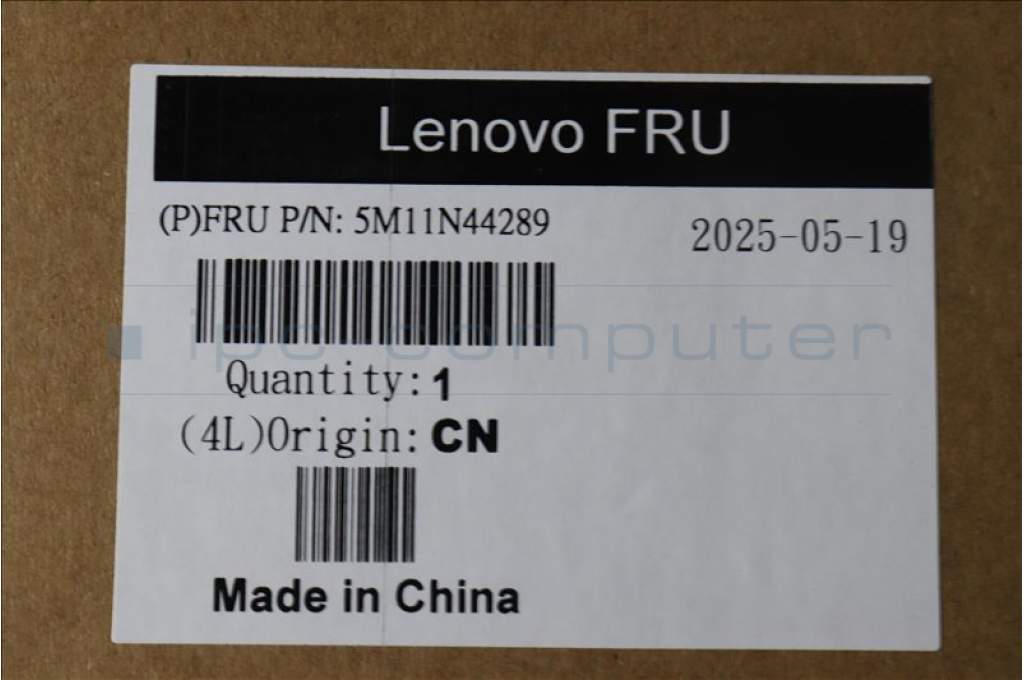 Lenovo FRU
(P)FRU P/N: 5M11N44289
2025-05-19
ipc-computer
Quantity: 1
(4L)Origin: CN
Made in China